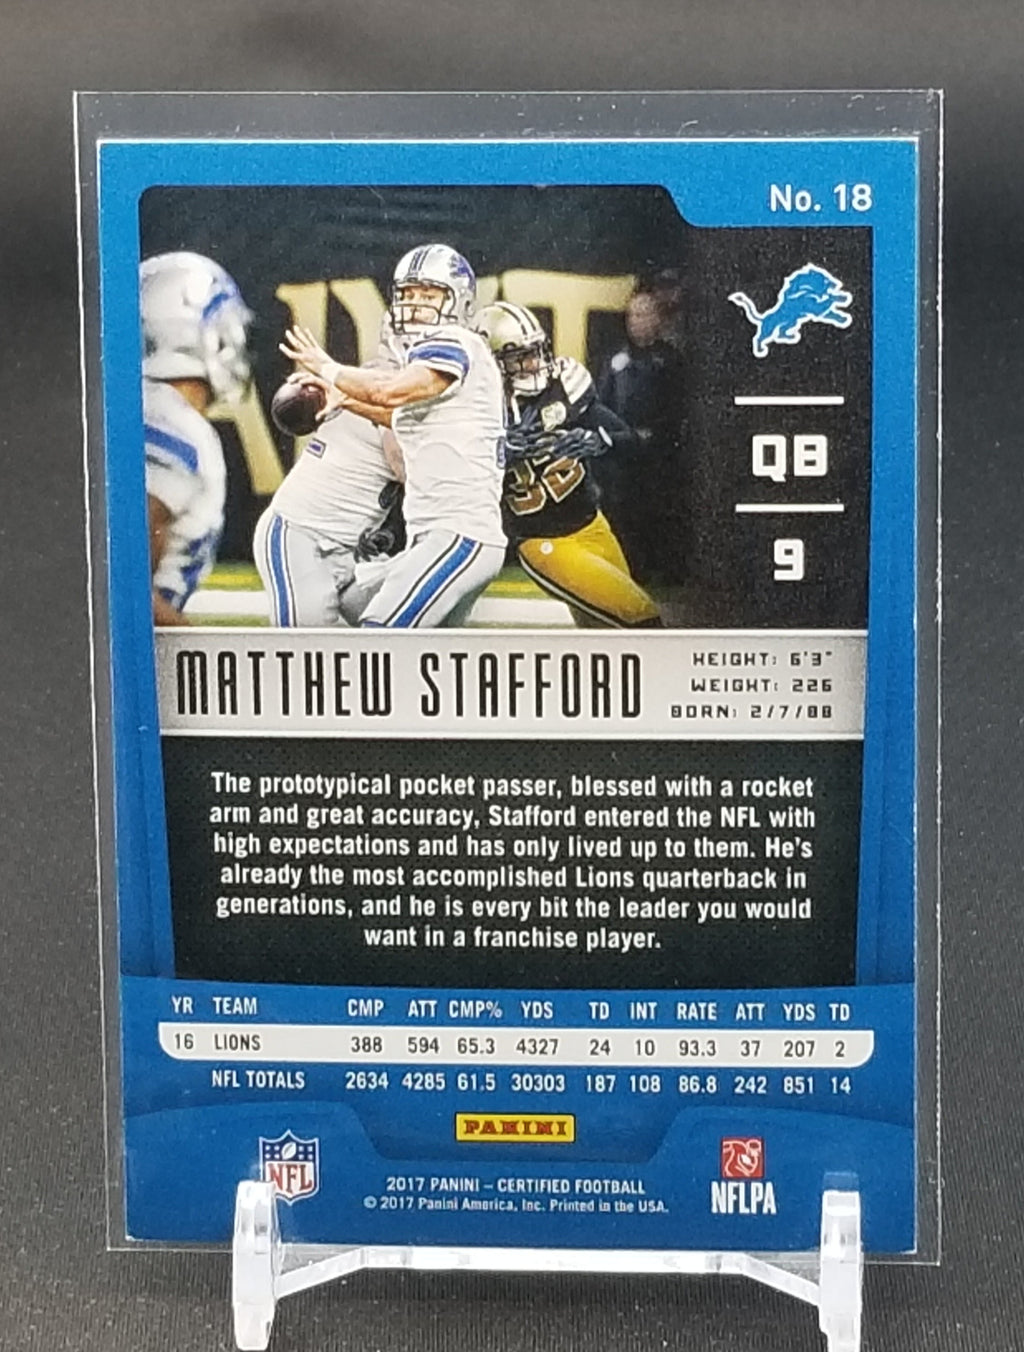 No. 18
QB
9
MATTHEW STAFFORD
HEIGHT: 6'3"
WEIGHT: 226
BORN: 2/7/88
The prototypical pocket passer, blessed with a rocket
arm and great accuracy, Stafford entered the NFL with
high expectations and has only lived up to them. He's
already the most accomplished Lions quarterback in
generations, and he is every bit the leader you would
want in a franchise player.
YR TEAM CMP ATT CMP% YDS TD INT RATE ATT YDS TD
16 LIONS 388 594 65.3 4327 24 10 93.3 37 207 2
NFL TOTALS 2634 4285 61.5 30303 187 108 86.8 242 851 14
PANINI
NFL
2017 PANINI – CERTIFIED FOOTBALL
© 2017 Panini America, Inc. Printed in the USA.
NFLPA